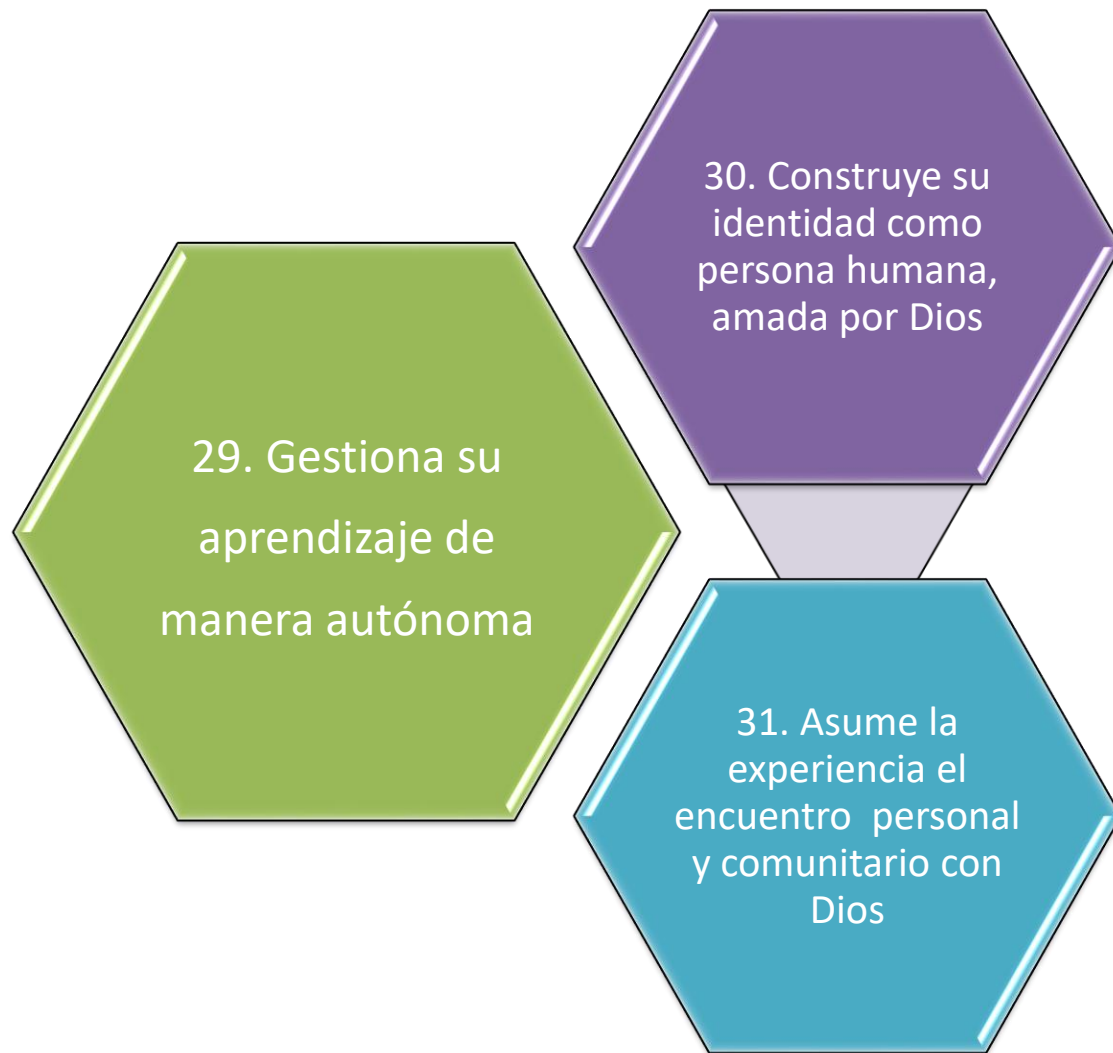 29. Gestiona su
aprendizaje de
manera autónoma
30. Construye su
identidad como
persona humana,
amada por Dios
31. Asume la
experiencia el
encuentro  personal
y comunitario con
Dios